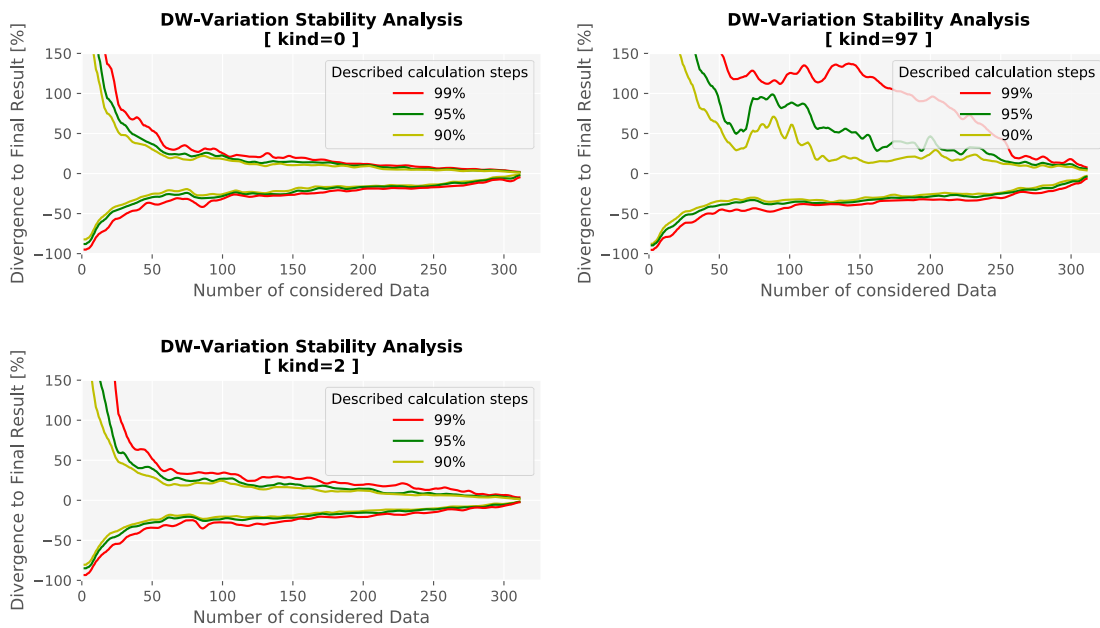 DW-Variation Stability Analysis
[ kind=0 ]
Divergence to Final Result [%]
150
100
50
0
−50
−100
Described calculation steps
99%
95%
90%
0 50 100 150 200 250 300
Number of considered Data
DW-Variation Stability Analysis
[ kind=97 ]
Divergence to Final Result [%]
150
100
50
0
−50
−100
Described calculation steps
99%
95%
90%
0 50 100 150 200 250 300
Number of considered Data
DW-Variation Stability Analysis
[ kind=2 ]
Divergence to Final Result [%]
150
100
50
0
−50
−100
Described calculation steps
99%
95%
90%
0 50 100 150 200 250 300
Number of considered Data